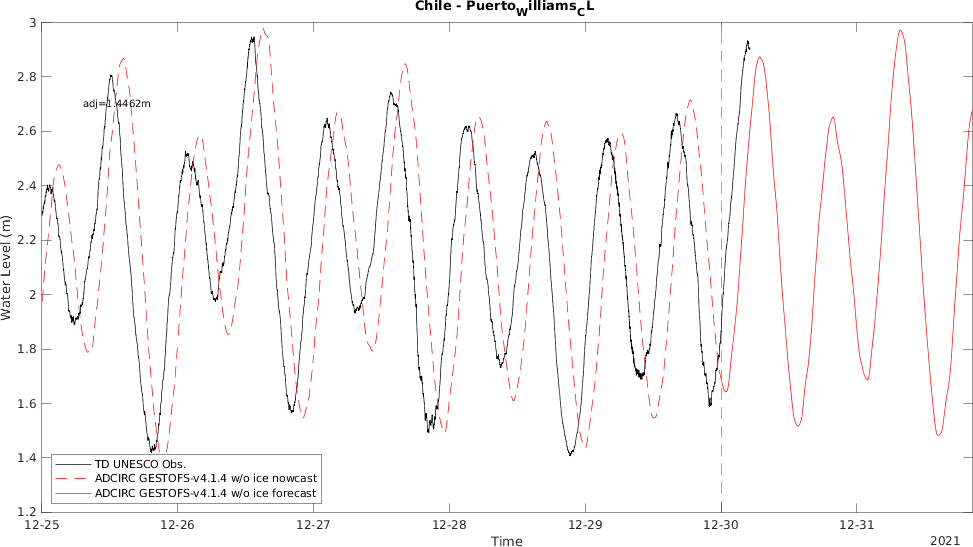 Chile - PuertoWilliamsCL
3
2.8
2.6
2.4
2.2
2
1.8
1.6
1.4
1.2
Water Level (m)
adj=1.4462m
TD UNESCO Obs.
ADCIRC GESTOFS-v4.1.4 w/o ice nowcast
ADCIRC GESTOFS-v4.1.4 w/o ice forecast
12-25 12-26 12-27 12-28 12-29 12-30 12-31
Time
2021